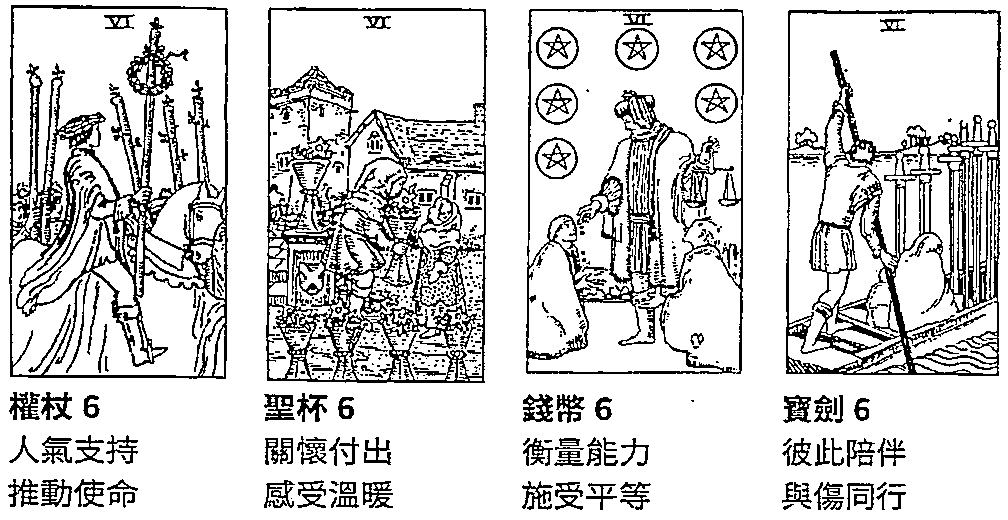 VI
VI
VI
VI
權杖 6
人氣支持
推動使命
聖杯 6
關懷付出
感受溫暖
錢幣 6
衡量能力
施受平等
寶劍 6
彼此陪伴
與傷同行